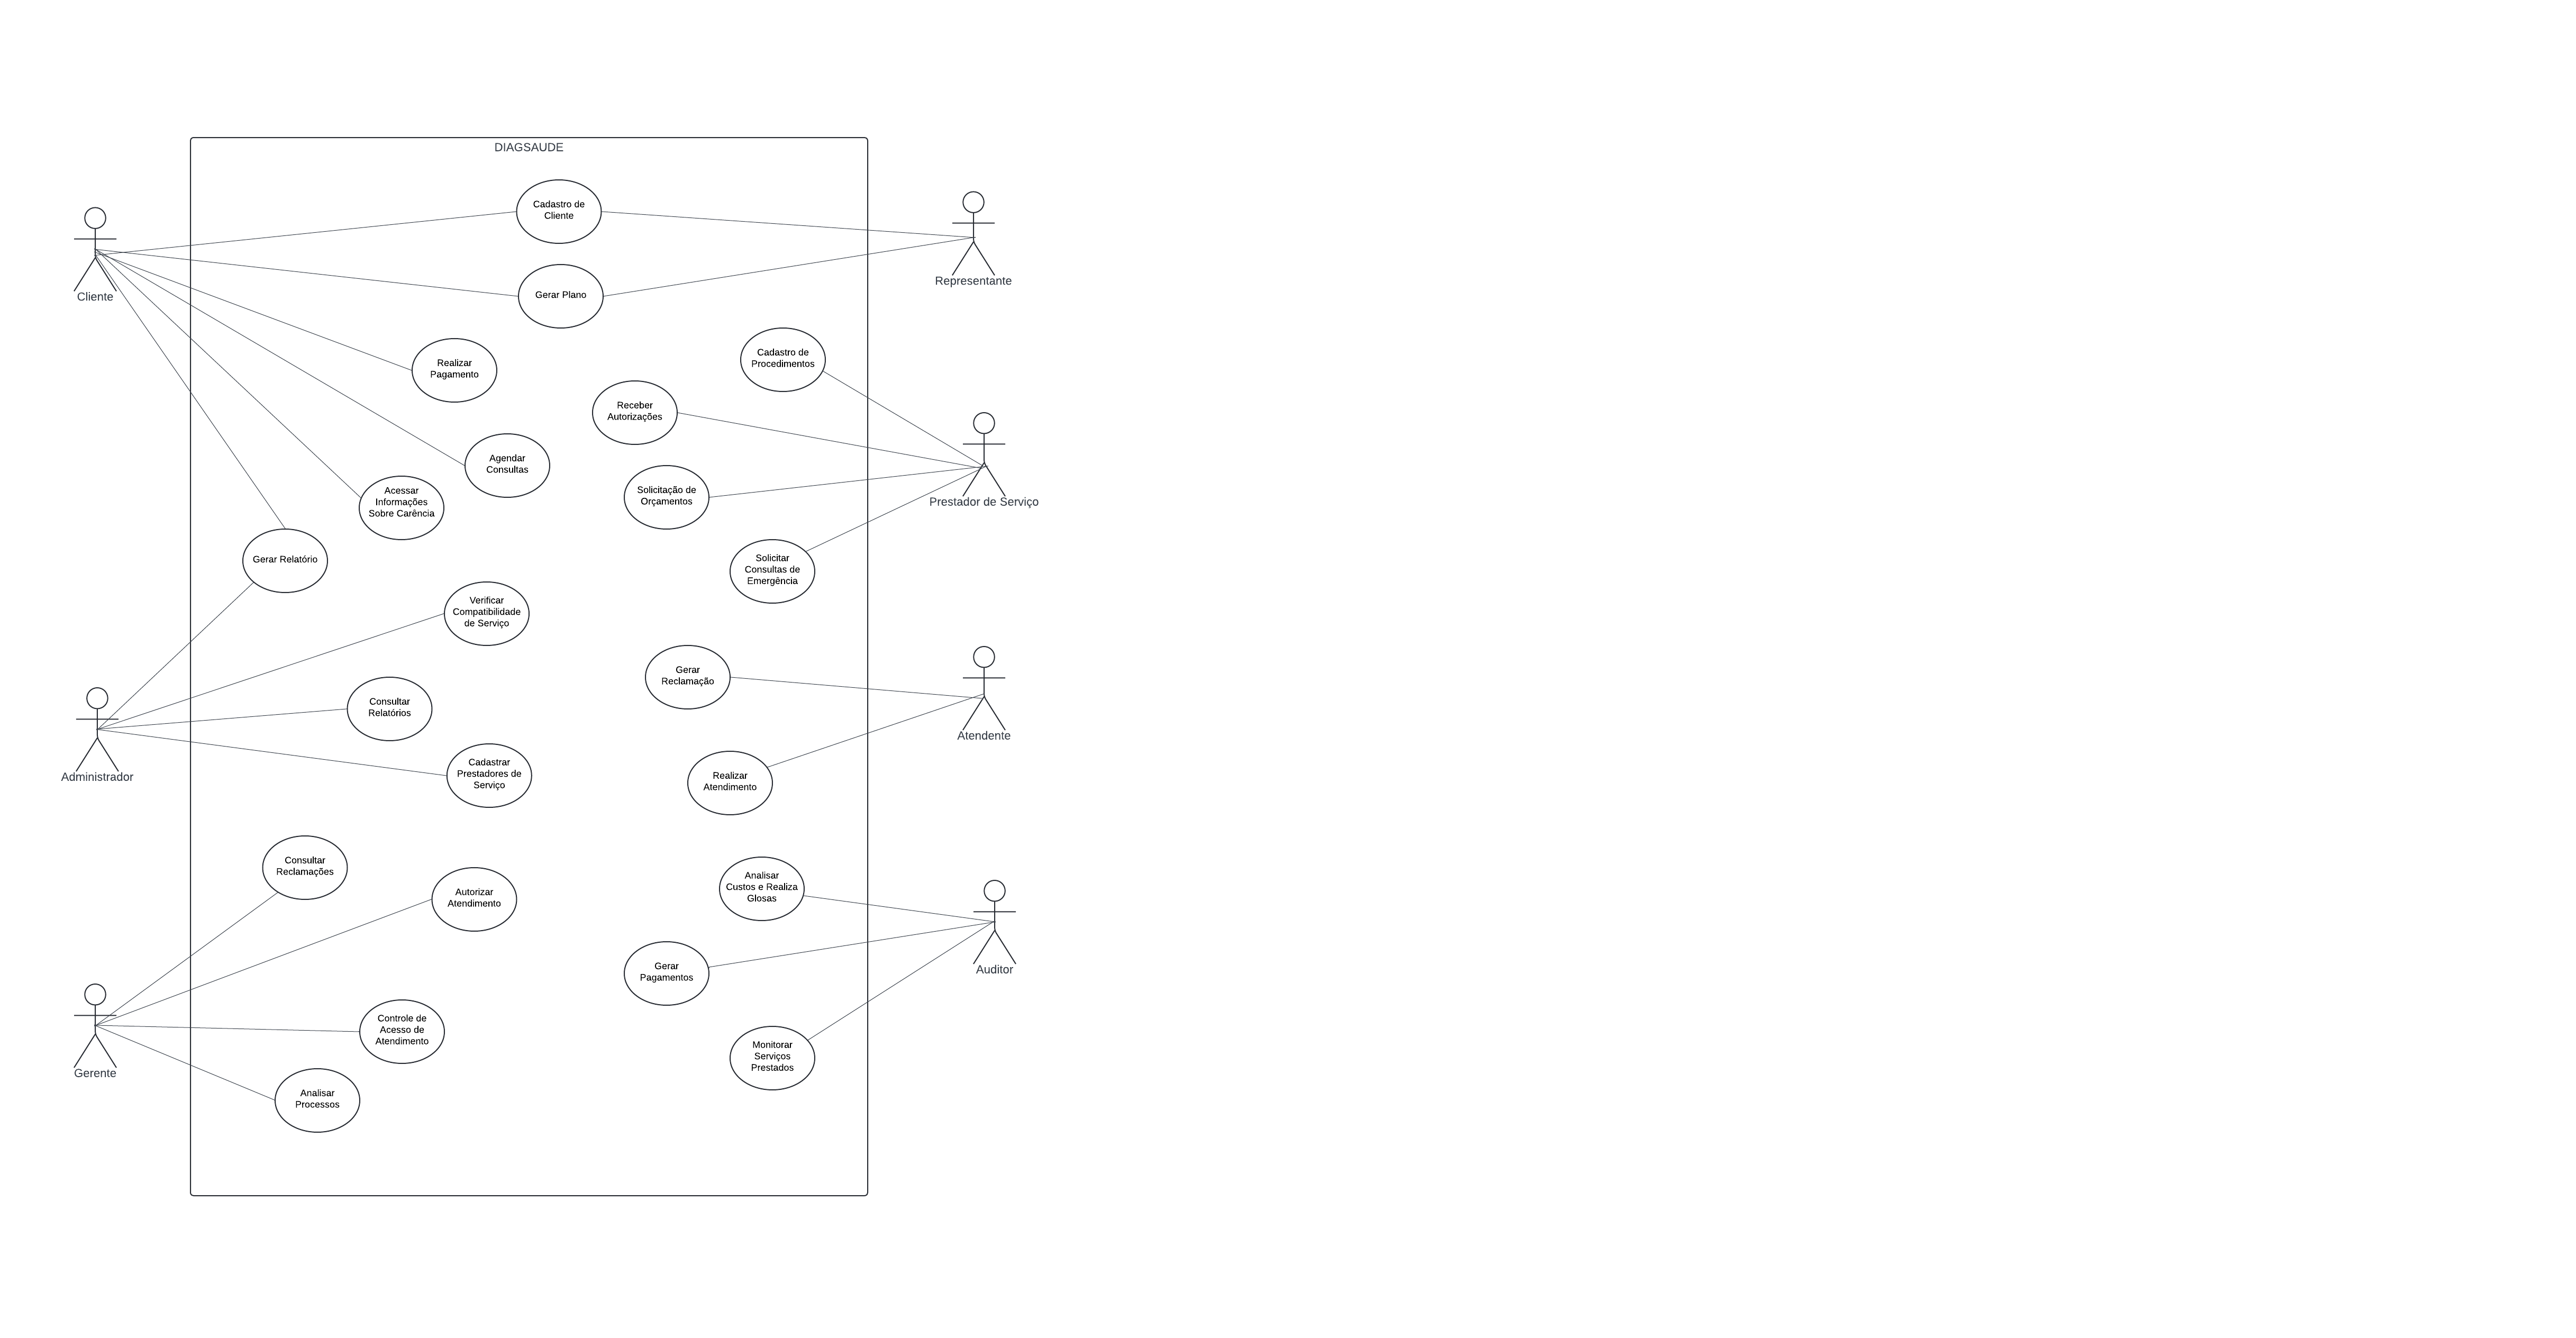 DIAGSAUDE
Cadastro de
Cliente
Cliente
Representante
Gerar Plano
Realizar
Pagamento
Cadastro de
Procedimentos
Receber
Autorizações
Agendar
Consultas
Acessar
Informações
Sobre Carência
Solicitação de
Orçamentos
Prestador de Serviço
Gerar Relatório
Solicitar
Consultas de
Emergência
Verificar
Compatibilidade
de Serviço
Gerar
Reclamação
Consultar
Relatórios
Atendente
Administrador
Cadastrar
Prestadores de
Serviço
Realizar
Atendimento
Consultar
Reclamações
Autorizar
Atendimento
Analisar
Custos e Realiza
Glosas
Gerar
Pagamentos
Auditor
Controle de
Acesso de
Atendimento
Monitorar
Serviços
Prestados
Gerente
Analisar
Processos